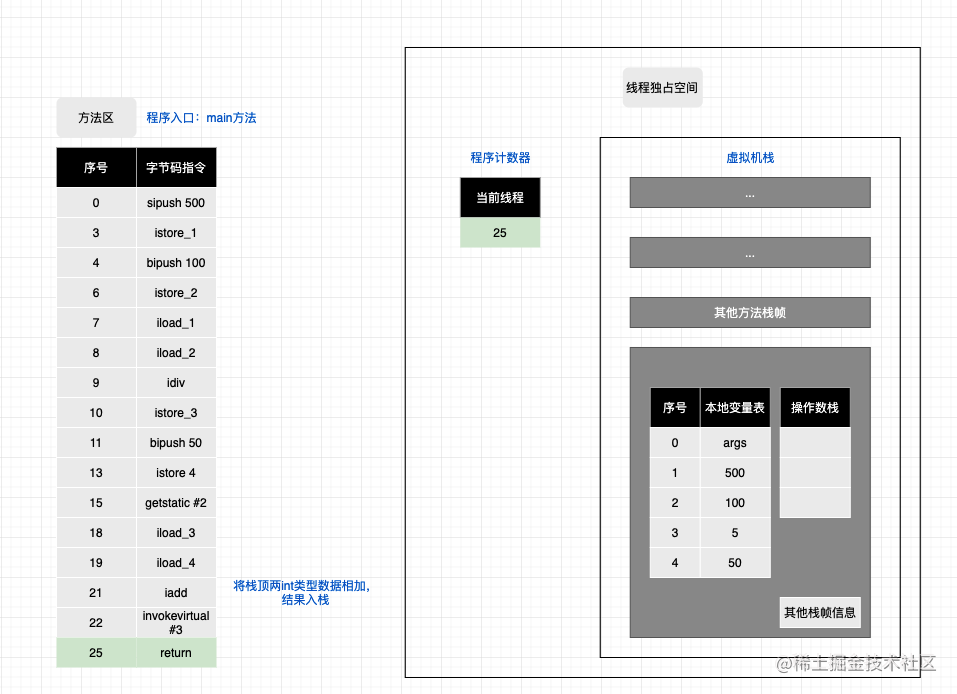 线程独占空间
方法区
程序入口：main方法
序号 字节码指令
0 sipush 500
3 istore_1
4 bipush 100
6 istore_2
7 iload_1
8 iload_2
9 idiv
10 istore_3
11 bipush 50
13 istore 4
15 getstatic #2
18 iload_3
19 iload_4
21 iadd
22 invokevirtual
#3
25 return
将栈顶两int类型数据相加，
结果入栈
程序计数器
当前线程
25
虚拟机栈
...
...
其他方法栈帧
序号 本地变量表
0 args
1 500
2 100
3 5
4 50
操作数栈
其他栈帧信息
@稀土掘金技术社区